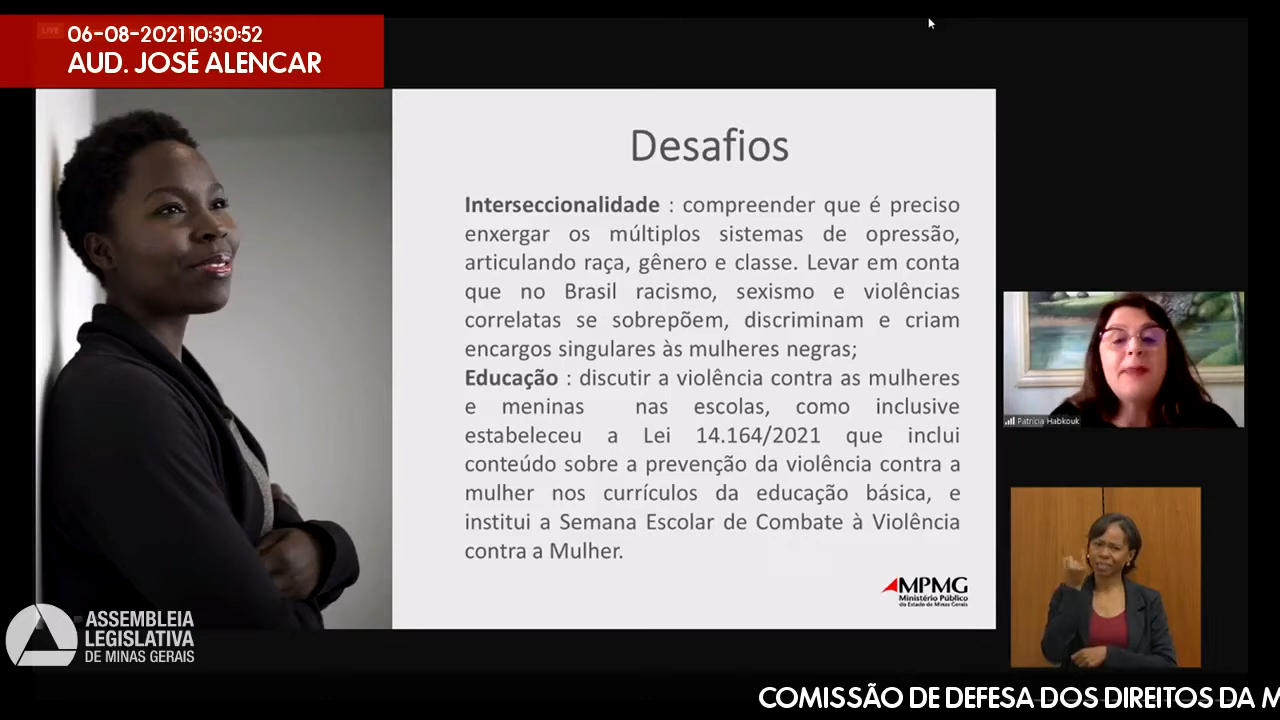 LIVE
06-08-2021 10:30:52
AUD. JOSÉ ALENCAR
Desafios
Interseccionalidade : compreender que é preciso
enxergar os múltiplos sistemas de opressão,
articulando raça, gênero e classe. Levar em conta
que no Brasil racismo, sexismo e violências
correlatas se sobrepõem, discriminam e criam
encargos singulares às mulheres negras;
Educação : discutir a violência contra as mulheres
e meninas nas escolas, como inclusive
estabeleceu a Lei 14.164/2021 que inclui
conteúdo sobre a prevenção da violência contra a
mulher nos currículos da educação básica, e
institui a Semana Escolar de Combate à Violência
contra a Mulher.
MPMG
Ministério Público
do Estado de Minas Gerais
Patricia Habkouk
ASSEMBLEIA
LEGISLATIVA
DE MINAS GERAIS
COMISSÃO DE DEFESA DOS DIREITOS DA M